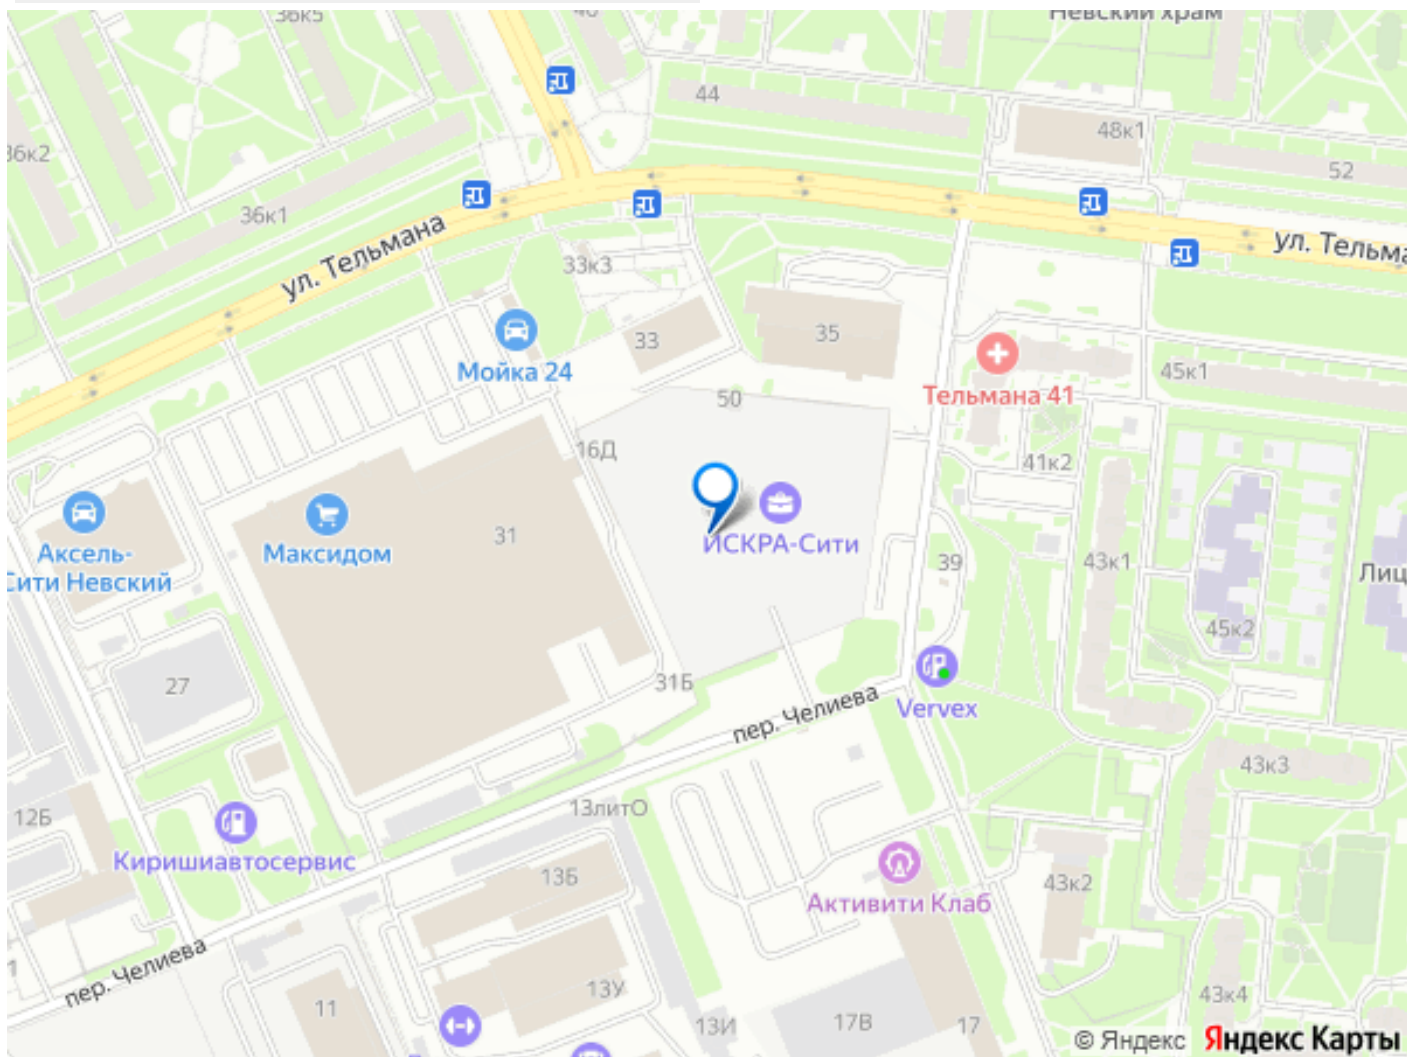 36к5
Невский храм
44
48к1
36к2
52
36к1
ул. Тельмана
ул. Тельма
33к3
33
35
Мойка 24
45к1
Тельмана 41
50
16Д
41к2
31
Аксель-
Сити Невский
Максидом
ИСКРА-Сити
39
43к1
Лиц
45к2
27
31Б
Vervex
пер. Челиева
43к3
12Б
13литО
Киришиавтосервис
13Б
43к2
Активити Клаб
пер. Челиева
11
13У
13И
17В
17
43к4
© Яндекс Яндекс Карты